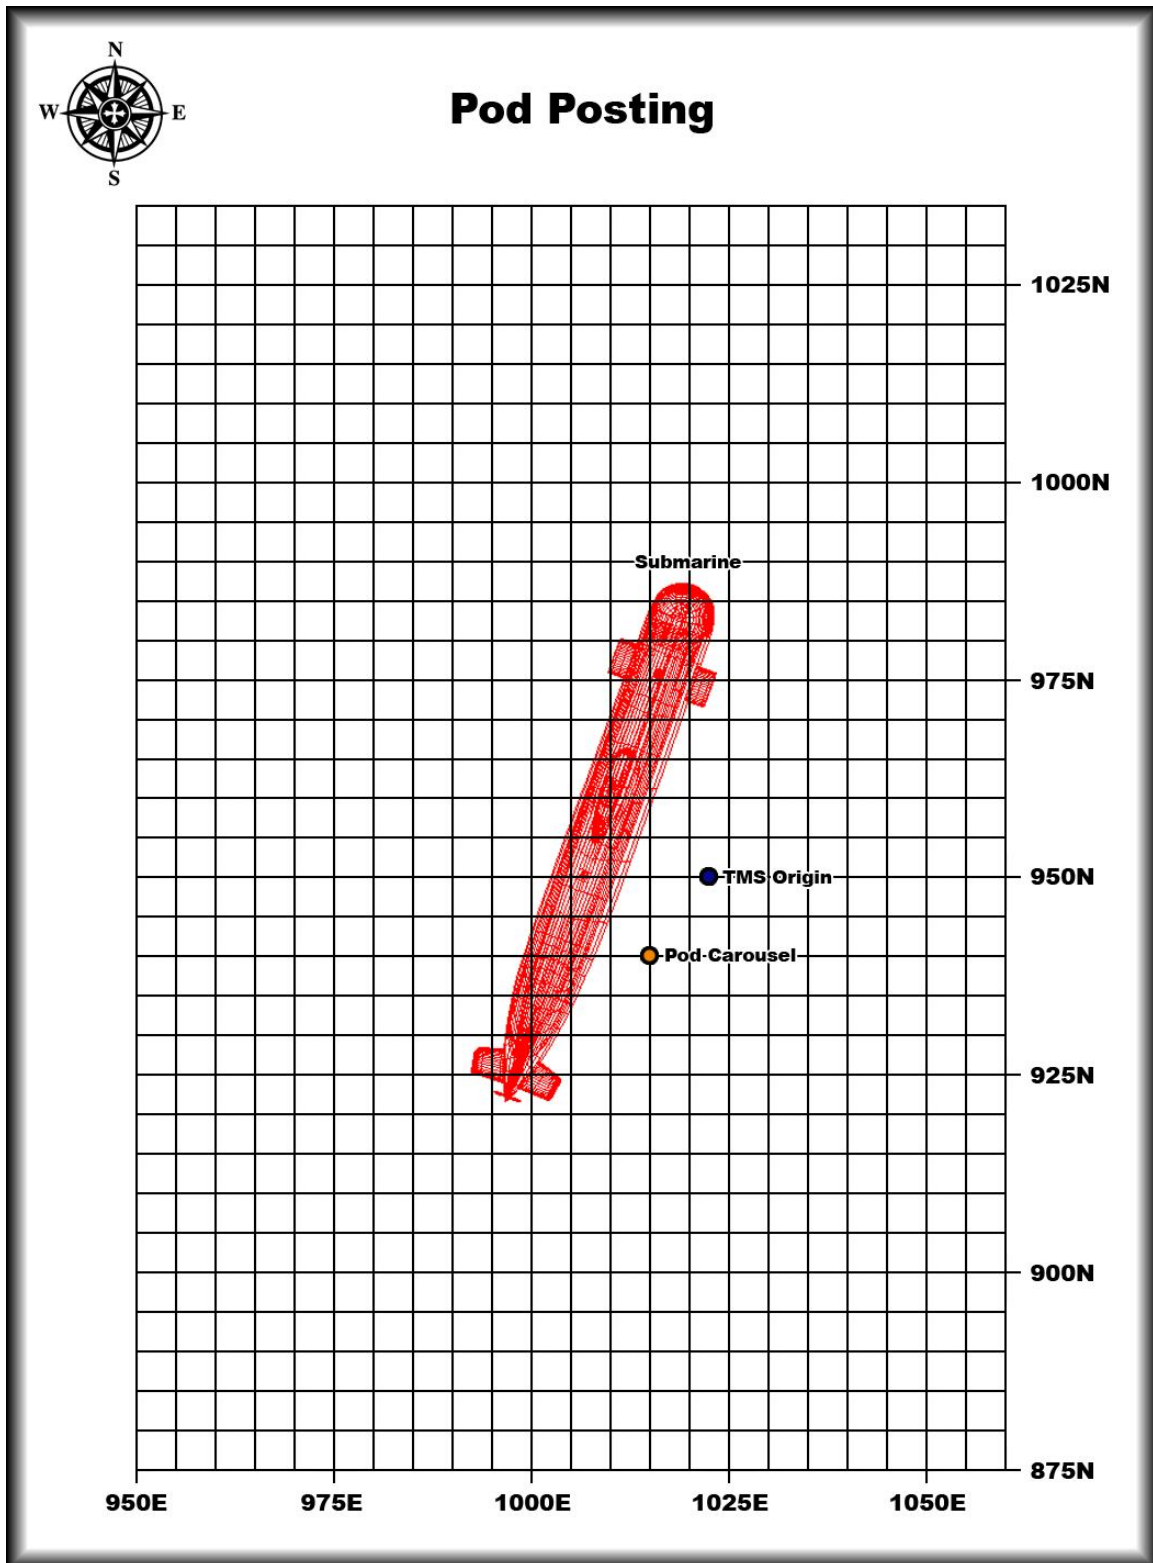 N
W E
S
Pod Posting
1025N
1000N
Submarine
975N
TMS Origin
950N
Pod Carousel
925N
900N
875N
950E 975E 1000E 1025E 1050E